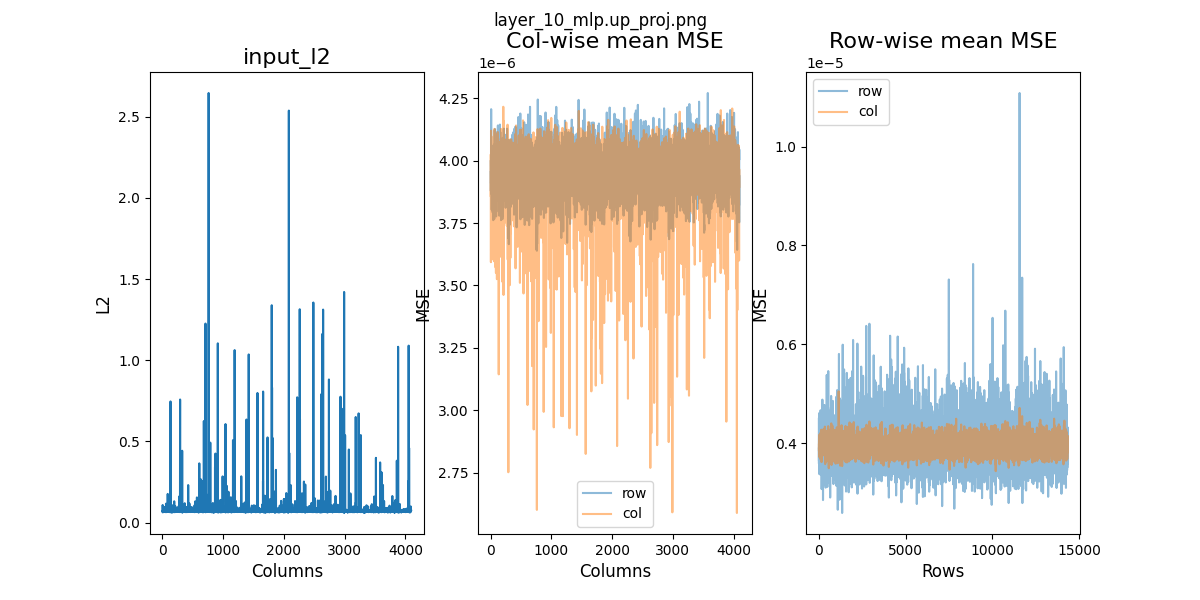 layer_10_mlp.up_proj.png
input_l2
L2
2.5
2.0
1.5
1.0
0.5
0.0
0 1000 2000 3000 4000
Columns
Col-wise mean MSE
1e−6
MSE
4.25
4.00
3.75
3.50
3.25
3.00
2.75
row
col
0 1000 2000 3000 4000
Columns
Row-wise mean MSE
1e−5
MSE
row
col
1.0
0.8
0.6
0.4
0 5000 10000 15000
Rows